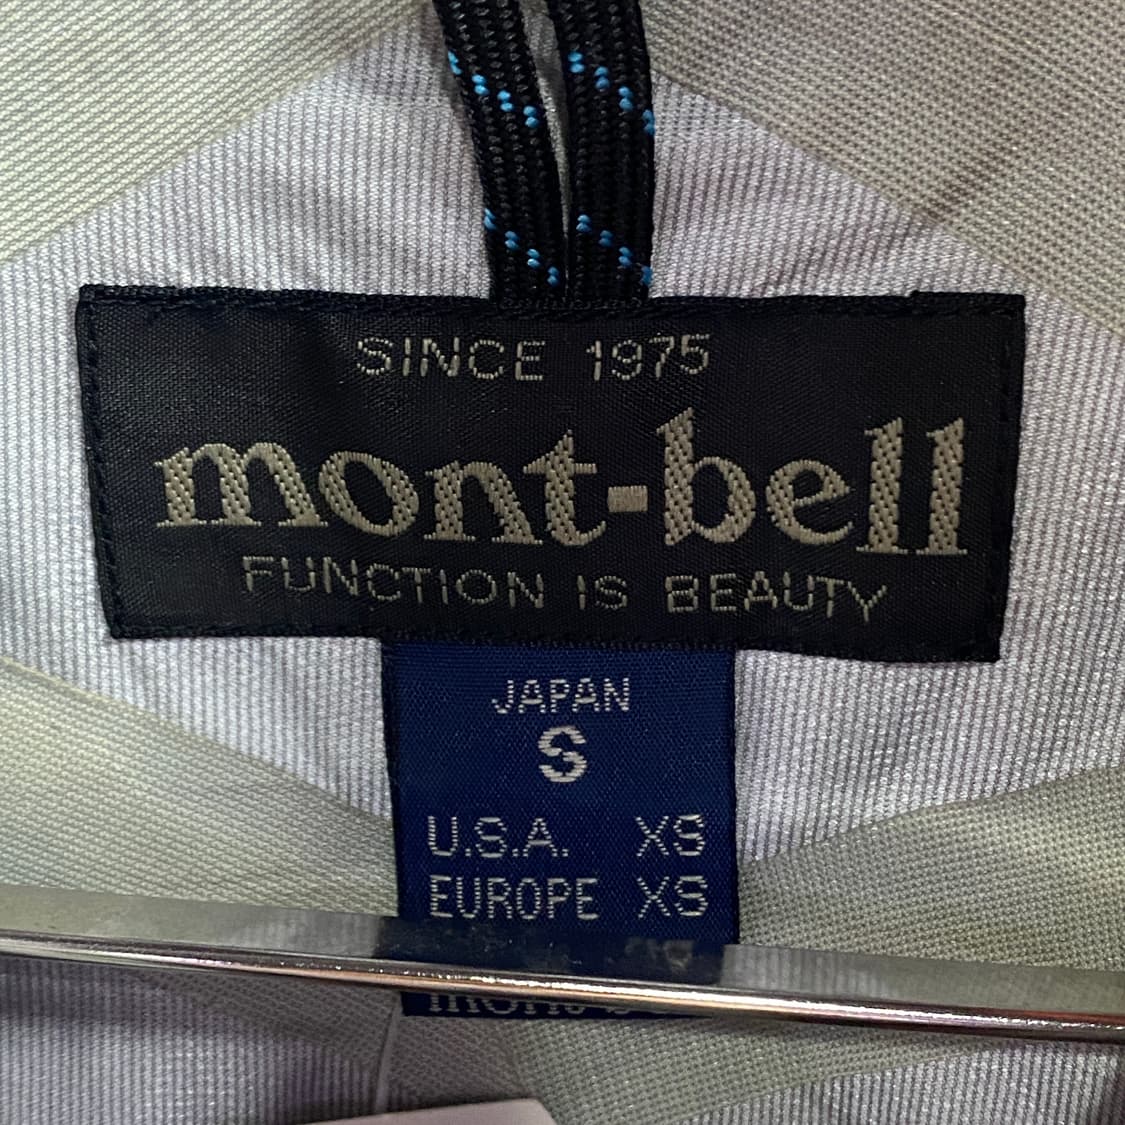 SINCE 1975
mont-bell
FUNCTION IS BEAUTY
JAPAN
S
U.S.A. XS
EUROPE XS